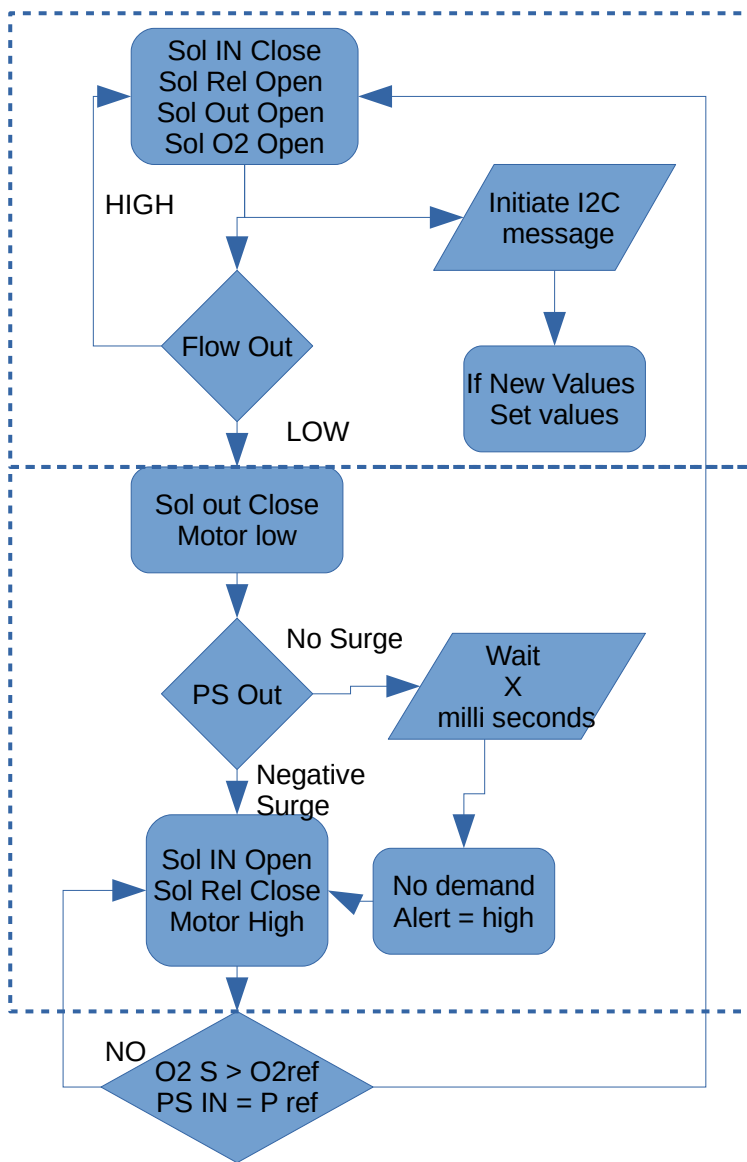 Sol IN Close
Sol Rel Open
Sol Out Open
Sol O2 Open
HIGH
Initiate I2C
message
Flow Out
If New Values
Set values
LOW
Sol out Close
Motor low
No Surge
Wait
X
milli seconds
PS Out
Negative
Surge
Sol IN Open
Sol Rel Close
Motor High
No demand
Alert = high
NO
O2 S > O2ref
PS IN = P ref